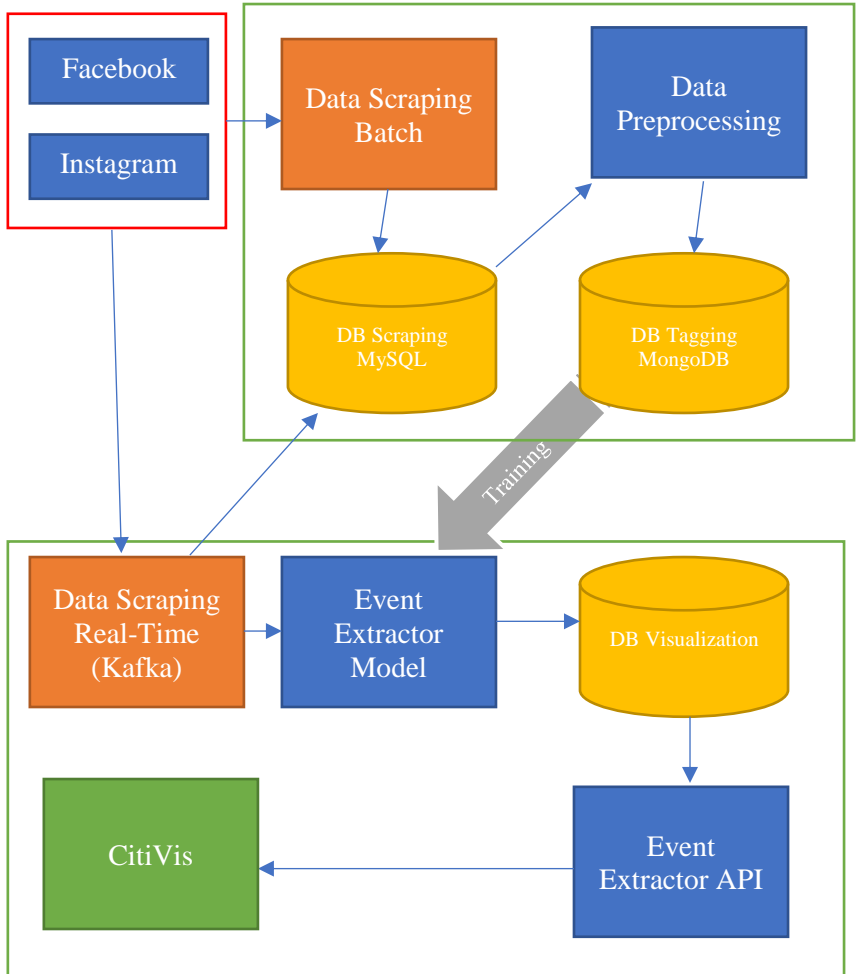 Facebook
Instagram
Data Scraping
Batch
Data
Preprocessing
DB Scraping
MySQL
DB Tagging
MongoDB
Training
Data Scraping
Real-Time
(Kafka)
Event
Extractor
Model
DB Visualization
CitiVis
Event
Extractor API